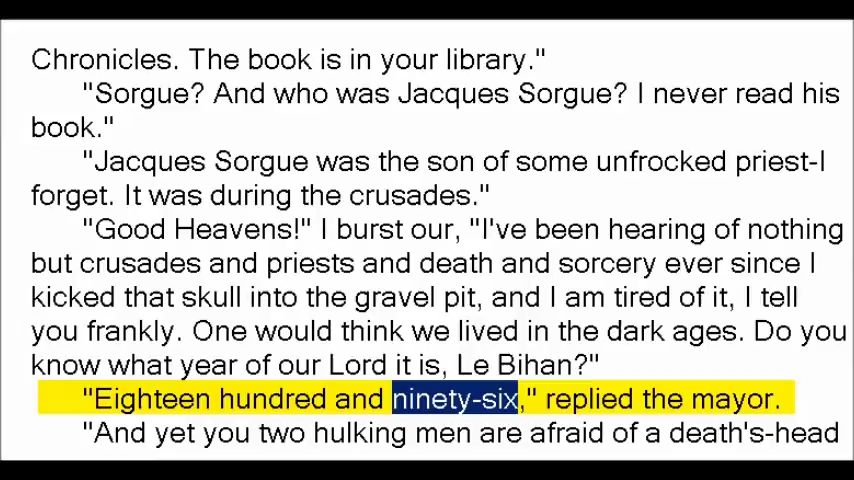 Chronicles. The book is in your library."
"Sorgue? And who was Jacques Sorgue? I never read his
book."
"Jacques Sorgue was the son of some unfrocked priest-I
forget. It was during the crusades."
"Good Heavens!" I burst our, "I've been hearing of nothing
but crusades and priests and death and sorcery ever since I
kicked that skull into the gravel pit, and I am tired of it, I tell
you frankly. One would think we lived in the dark ages. Do you
know what year of our Lord it is, Le Bihan?"
"Eighteen hundred and ninety-six," replied the mayor.
"And yet you two hulking men are afraid of a death's-head